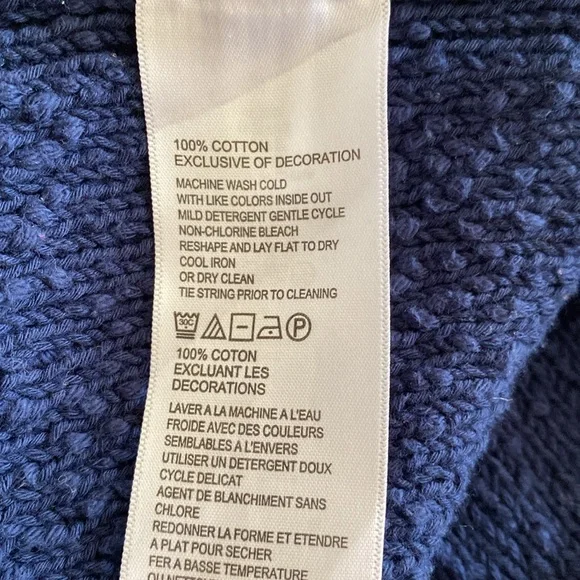 100% COTTON
EXCLUSIVE OF DECORATION
MACHINE WASH COLD
WITH LIKE COLORS INSIDE OUT
MILD DETERGENT GENTLE CYCLE
NON-CHLORINE BLEACH
RESHAPE AND LAY FLAT TO DRY
COOL IRON
OR DRY CLEAN
TIE STRING PRIOR TO CLEANING
30C P
100% COTON
EXCLUANT LES
DECORATIONS
LAVER A LA MACHINE A L'EAU
FROIDE AVEC DES COULEURS
SEMBLABLES A L'ENVERS
UTILISER UN DETERGENT DOUX
CYCLE DELICAT
AGENT DE BLANCHIMENT SANS
CHLORE
REDONNER LA FORME ET ETENDRE
A PLAT POUR SECHER
FER A BASSE TEMPERATURE
OU